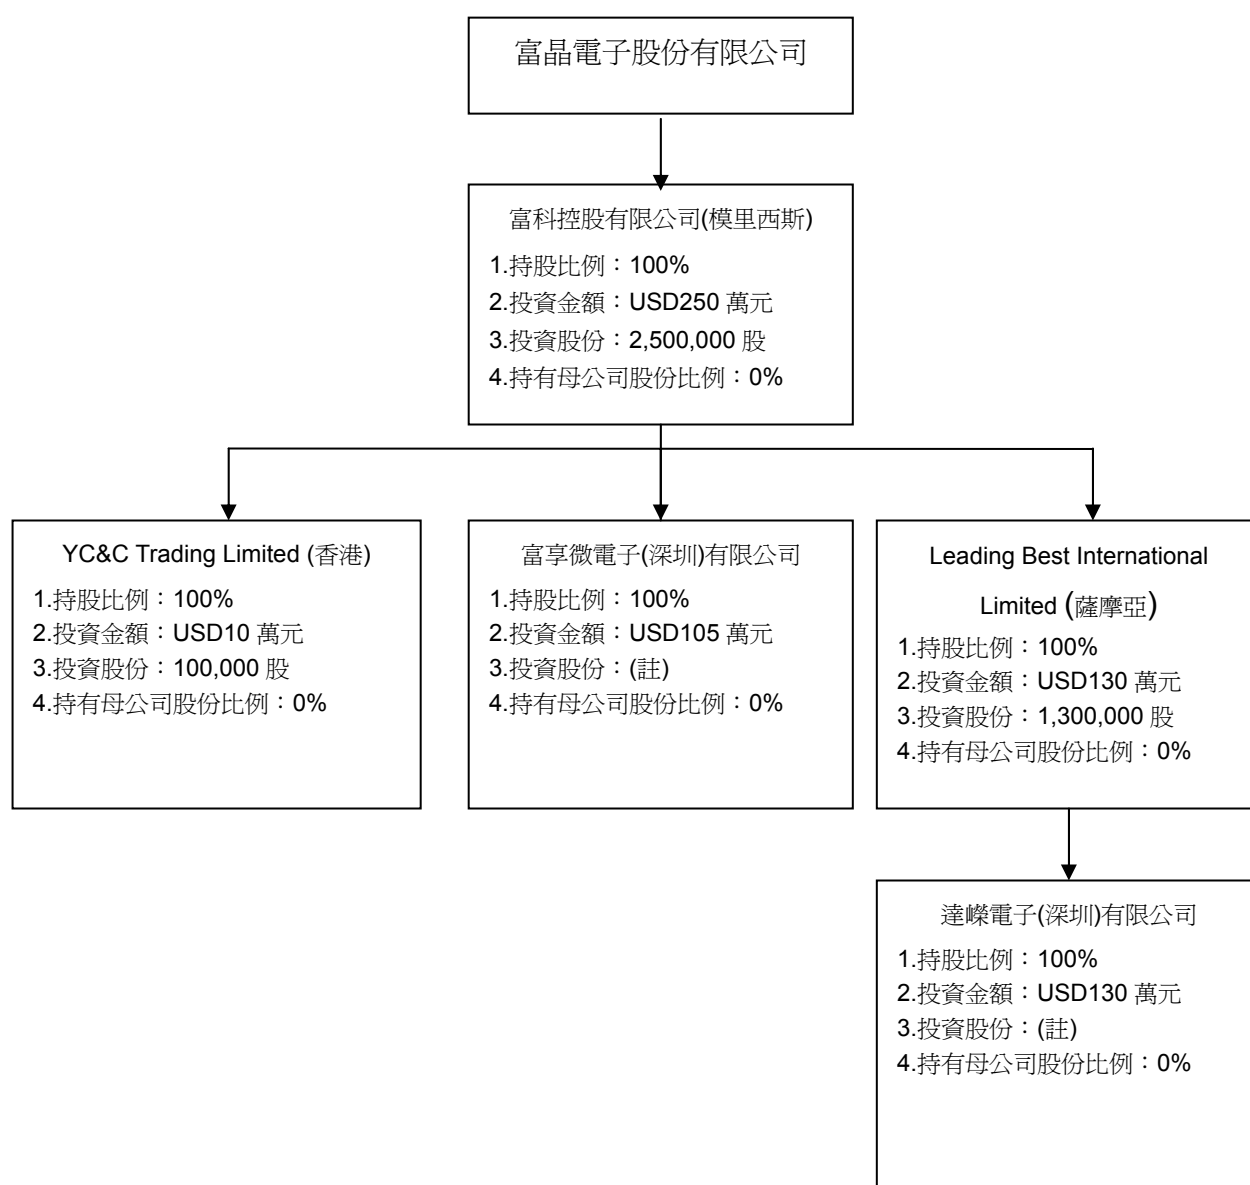 富晶電子股份有限公司
富科控股有限公司(模里西斯)
1.持股比例：100%
2.投資金額：USD250 萬元
3.投資股份：2,500,000 股
4.持有母公司股份比例：0%
YC&C Trading Limited (香港)
1.持股比例：100%
2.投資金額：USD10 萬元
3.投資股份：100,000 股
4.持有母公司股份比例：0%
富享微電子(深圳)有限公司
1.持股比例：100%
2.投資金額：USD105 萬元
3.投資股份：(註)
4.持有母公司股份比例：0%
Leading Best International
Limited (薩摩亞)
1.持股比例：100%
2.投資金額：USD130 萬元
3.投資股份：1,300,000 股
4.持有母公司股份比例：0%
達嶸電子(深圳)有限公司
1.持股比例：100%
2.投資金額：USD130 萬元
3.投資股份：(註)
4.持有母公司股份比例：0%